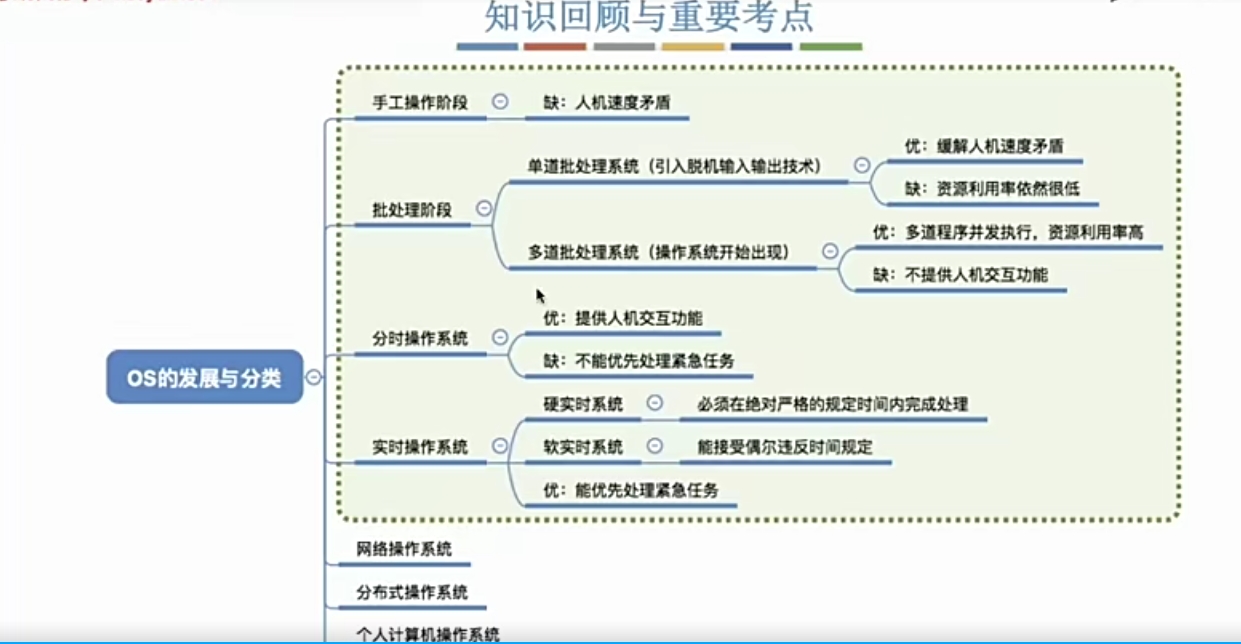 知识回顾与重要考点
手工操作阶段
缺：人机速度矛盾
批处理阶段
单道批处理系统（引入脱机输入输出技术）
优：缓解人机速度矛盾
缺：资源利用率依然很低
多道批处理系统（操作系统开始出现）
优：多道程序并发执行，资源利用率高
缺：不提供人机交互功能
OS的发展与分类
分时操作系统
优：提供人机交互功能
缺：不能优先处理紧急任务
实时操作系统
硬实时系统
必须在绝对严格的规定时间内完成处理
软实时系统
能接受偶尔违反时间规定
优：能优先处理紧急任务
网络操作系统
分布式操作系统
个人计算机操作系统